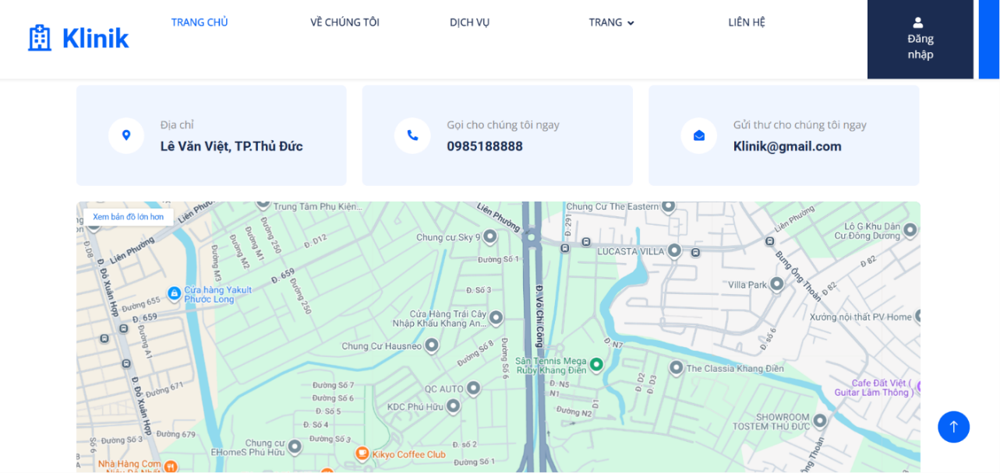 Klinik
TRANG CHỦ
VỀ CHÚNG TÔI
DỊCH VỤ
TRANG
LIÊN HỆ
Đăng
nhập
Địa chỉ
Lê Văn Việt, TP.Thủ Đức
Gọi cho chúng tôi ngay
0985188888
Gửi thư cho chúng tôi ngay
Klinik@gmail.com
Xem bản đồ lớn hơn
Liên Phường
Trung Tâm Phụ Kiện...
Liên Phường
Chung Cư The Eastern
Liên Phường
Lô G Khu Dân
Cư Đông Dương
Đ. 291
Đ. D8
Đường M3
Đường M2
Đường M1
Đ. D12
Chung cư Sky 9
Đường Số 1
LUCASTA VILLA
Bưng Ông Thoàn
Đ 82
Đ. Đỗ Xuân Hợp
Đ. 659
Đường 250
Đ. Số 3
Đ. Võ Chí Công
Villa Park
Đ 82
Cửa hàng Yakult
Phước Long
Đường 655
Đ. 659
Đường A1
Cửa Hàng Trái Cây
Nhập Khẩu Khang An...
Xưởng nội thất PV Home
Chung Cư Hausneo
Đường Số 8
Đường Số 6
Đ. N7
Đ. số 6
Sân Tennis Mega
Ruby Khang Điền
The Classia Khang Điền
Đường 671
Đ. Đỗ Xuân Hợp
Đường Số 7
Đường Số 6
Đ. Số 5
Đ. Số 4
Đường Số 3
QC AUTO
KDC Phú Hữu
Đ. N5
N1
D1
Đ. D2
D3
Đường N2
Cafe Đất Việt (
Guitar Lâm Thông )
SHOWROOM
TOSTEM THỦ ĐỨC
Đường 679
Chung cư
EHomeS Phú Hữu
Kikyo Coffee Club
Đ. số 2
Đường Số 1
Ông Thoàn
Nhà Hàng Cơm